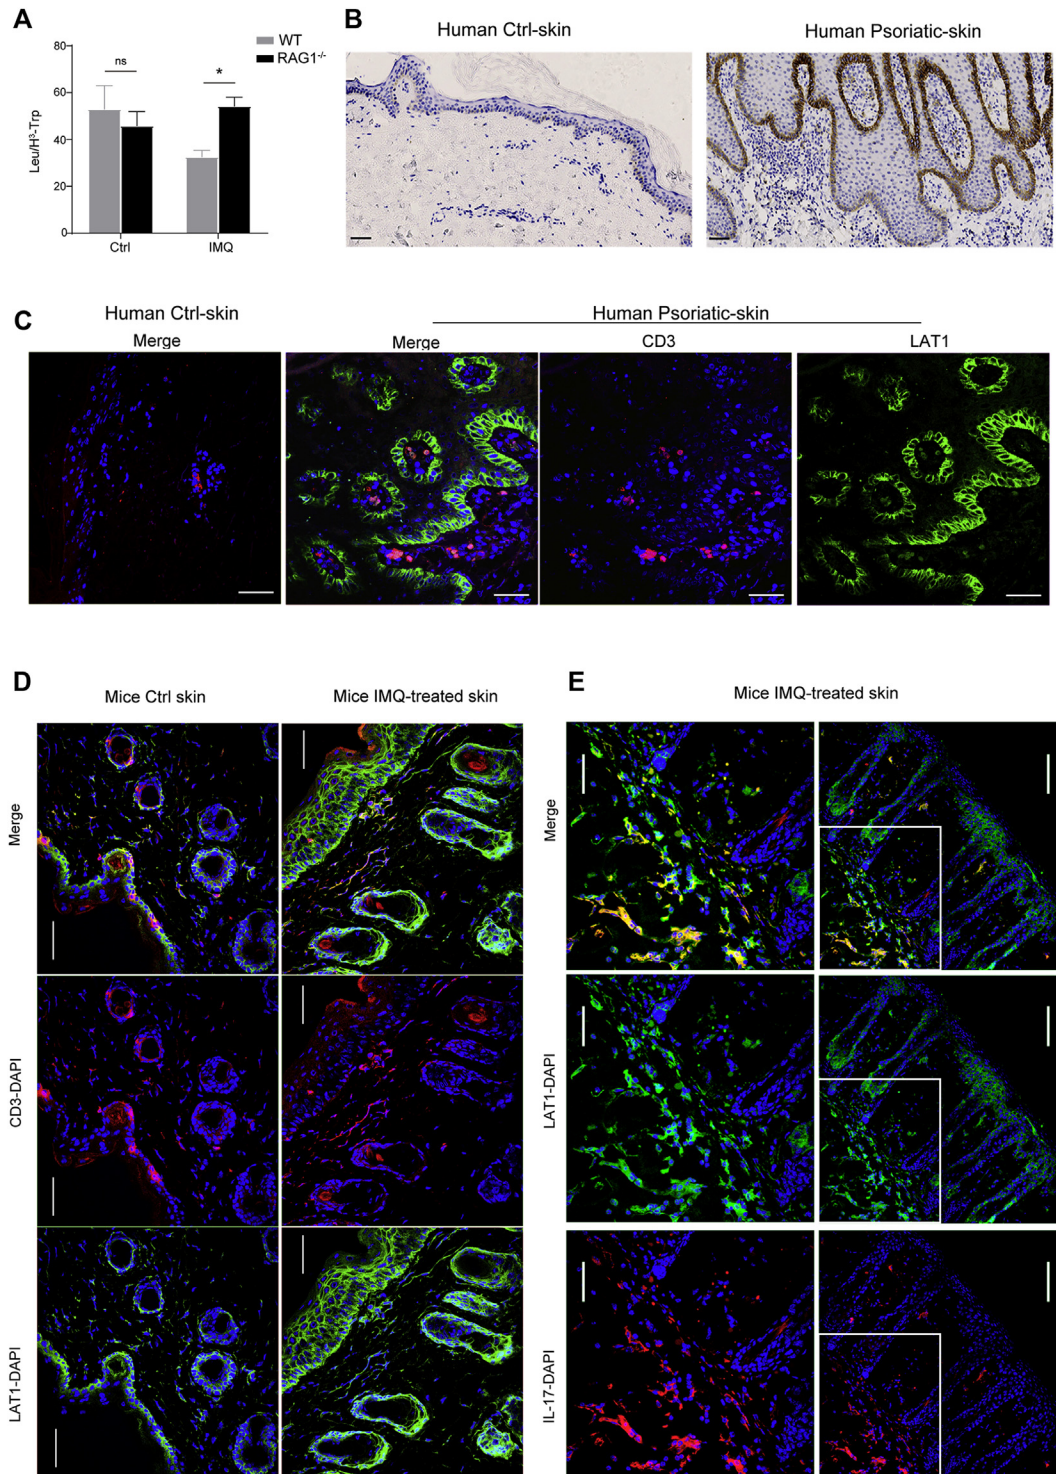 A
80
60
40
20
0
Leu/H³-Trp
ns
*
WT
RAG1-/-
Ctrl
IMQ
B
Human Ctrl-skin
Human Psoriatic-skin
C
Human Ctrl-skin
Merge
Human Psoriatic-skin
Merge
CD3
LAT1
D
Mice Ctrl skin
Mice IMQ-treated skin
Merge
CD3-DAPI
LAT1-DAPI
E
Mice IMQ-treated skin
Merge
LAT1-DAPI
IL-17-DAPI